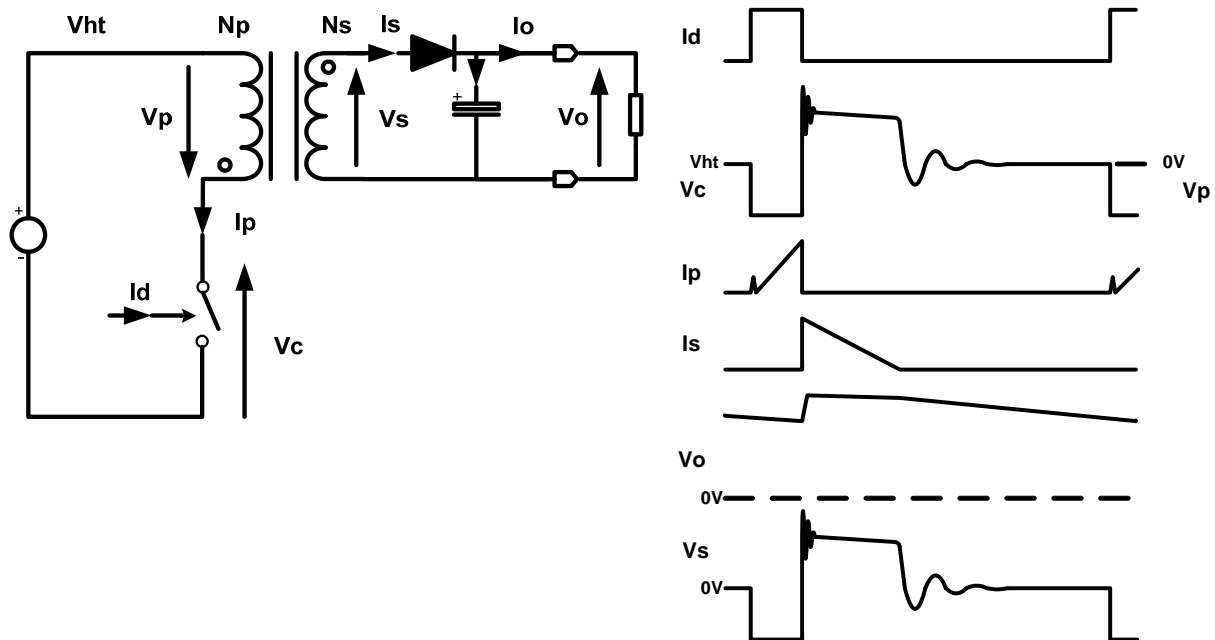 Vht
Np
Ns
Is
Io
Vp
Vs
+
Vo
+
-
Ip
Id
Vc
Id
Vht
0V
Vc
Vp
Ip
Is
Vo
0V
Vs
0V